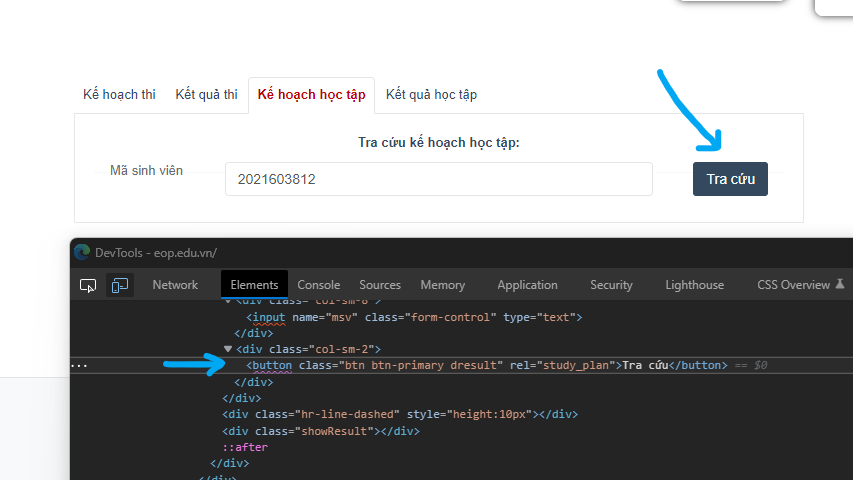 Kế hoạch thi Kết quả thi Kế hoạch học tập Kết quả học tập
Tra cứu kế hoạch học tập:
Mã sinh viên 2021603812 Tra cứu
DevTools - eop.edu.vn/
Network Elements Console Sources Memory Application Security Lighthouse CSS Overview
<div class="col-sm-8">
<input name="msv" class="form-control" type="text">
</div>
<div class="col-sm-2">
<button class="btn btn-primary dresult" rel="study_plan">Tra cứu</button> == $0
</div>
</div>
<div class="hr-line-dashed" style="height:10px"></div>
<div class="showResult"></div>
::after
</div>
</div>